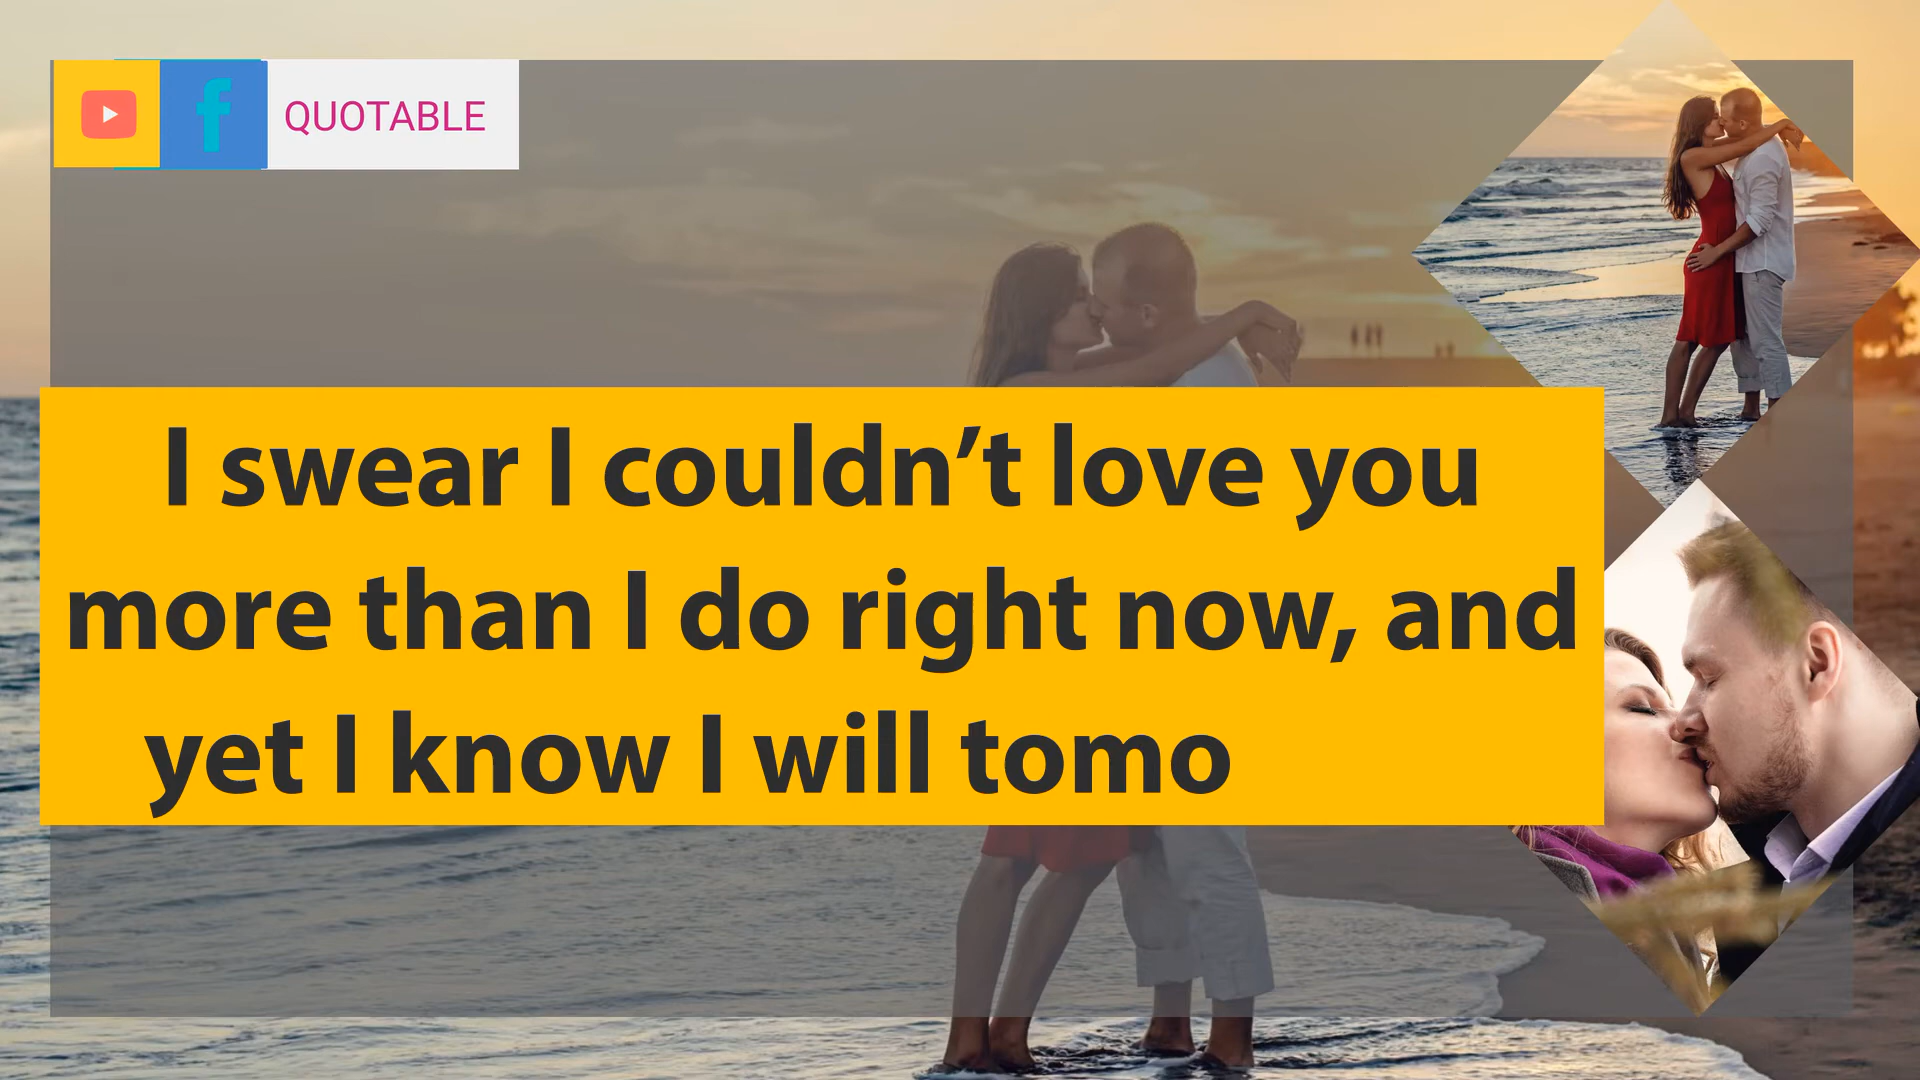 QUOTABLE
I swear I couldn’t love you
more than I do right now, and
yet I know I will tomo